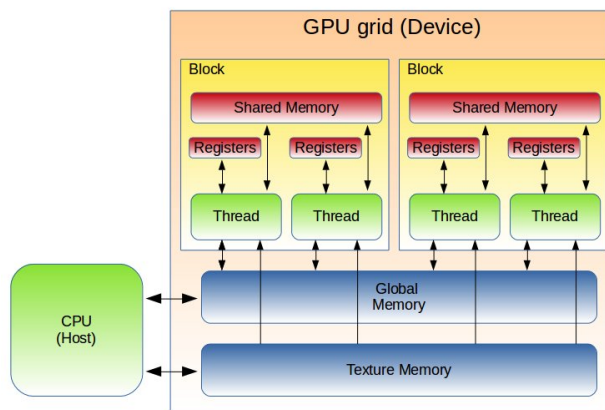 GPU grid (Device)
Block
Block
Shared Memory
Shared Memory
Registers
Registers
Registers
Registers
Thread
Thread
Thread
Thread
CPU
(Host)
Global
Memory
Texture Memory